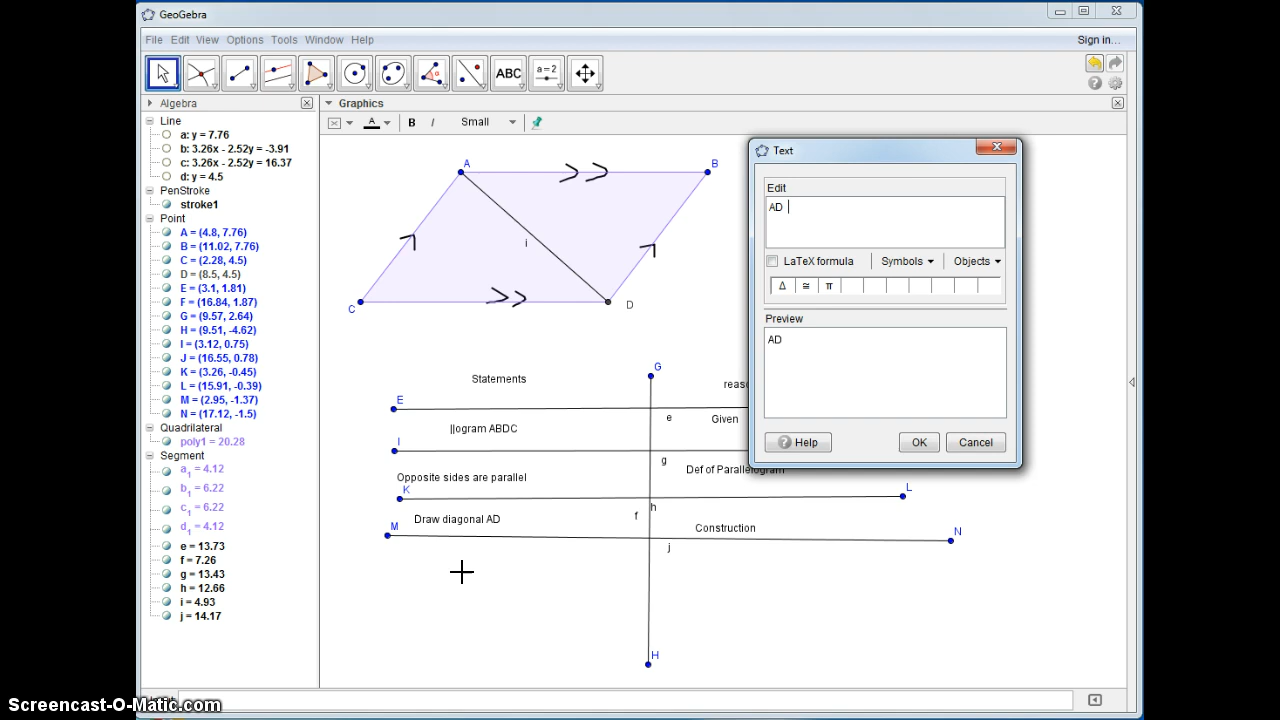 GeoGebra
File Edit View Options Tools Window Help
Sign in...
ABC
a=2
Algebra
Graphics
A B I Small
Line
a: y = 7.76
b: 3.26x - 2.52y = -3.91
c: 3.26x - 2.52y = 16.37
d: y = 4.5
PenStroke
stroke1
Point
A = (4.8, 7.76)
B = (11.02, 7.76)
C = (2.28, 4.5)
D = (8.5, 4.5)
E = (3.1, 1.81)
F = (16.84, 1.87)
G = (9.57, 2.64)
H = (9.51, -4.62)
I = (3.12, 0.75)
J = (16.55, 0.78)
K = (3.26, -0.45)
L = (15.91, -0.39)
M = (2.95, -1.37)
N = (17.12, -1.5)
Quadrilateral
poly1 = 20.28
Segment
a1 = 4.12
b1 = 6.22
c1 = 6.22
d1 = 4.12
e = 13.73
f = 7.26
g = 13.43
h = 12.66
i = 4.93
j = 14.17
A
B
i
C
D
G
Statements
reaso
E
e
Given
||ogram ABDC
I
g
Def of Parallelogram
Opposite sides are parallel
K
L
h
f
Draw diagonal AD
M
Construction
N
j
H
Text
Edit
AD
LaTeX formula
Symbols
Objects
Δ ≅ π
Preview
AD
Help
OK
Cancel
Screencast-O-Matic.com